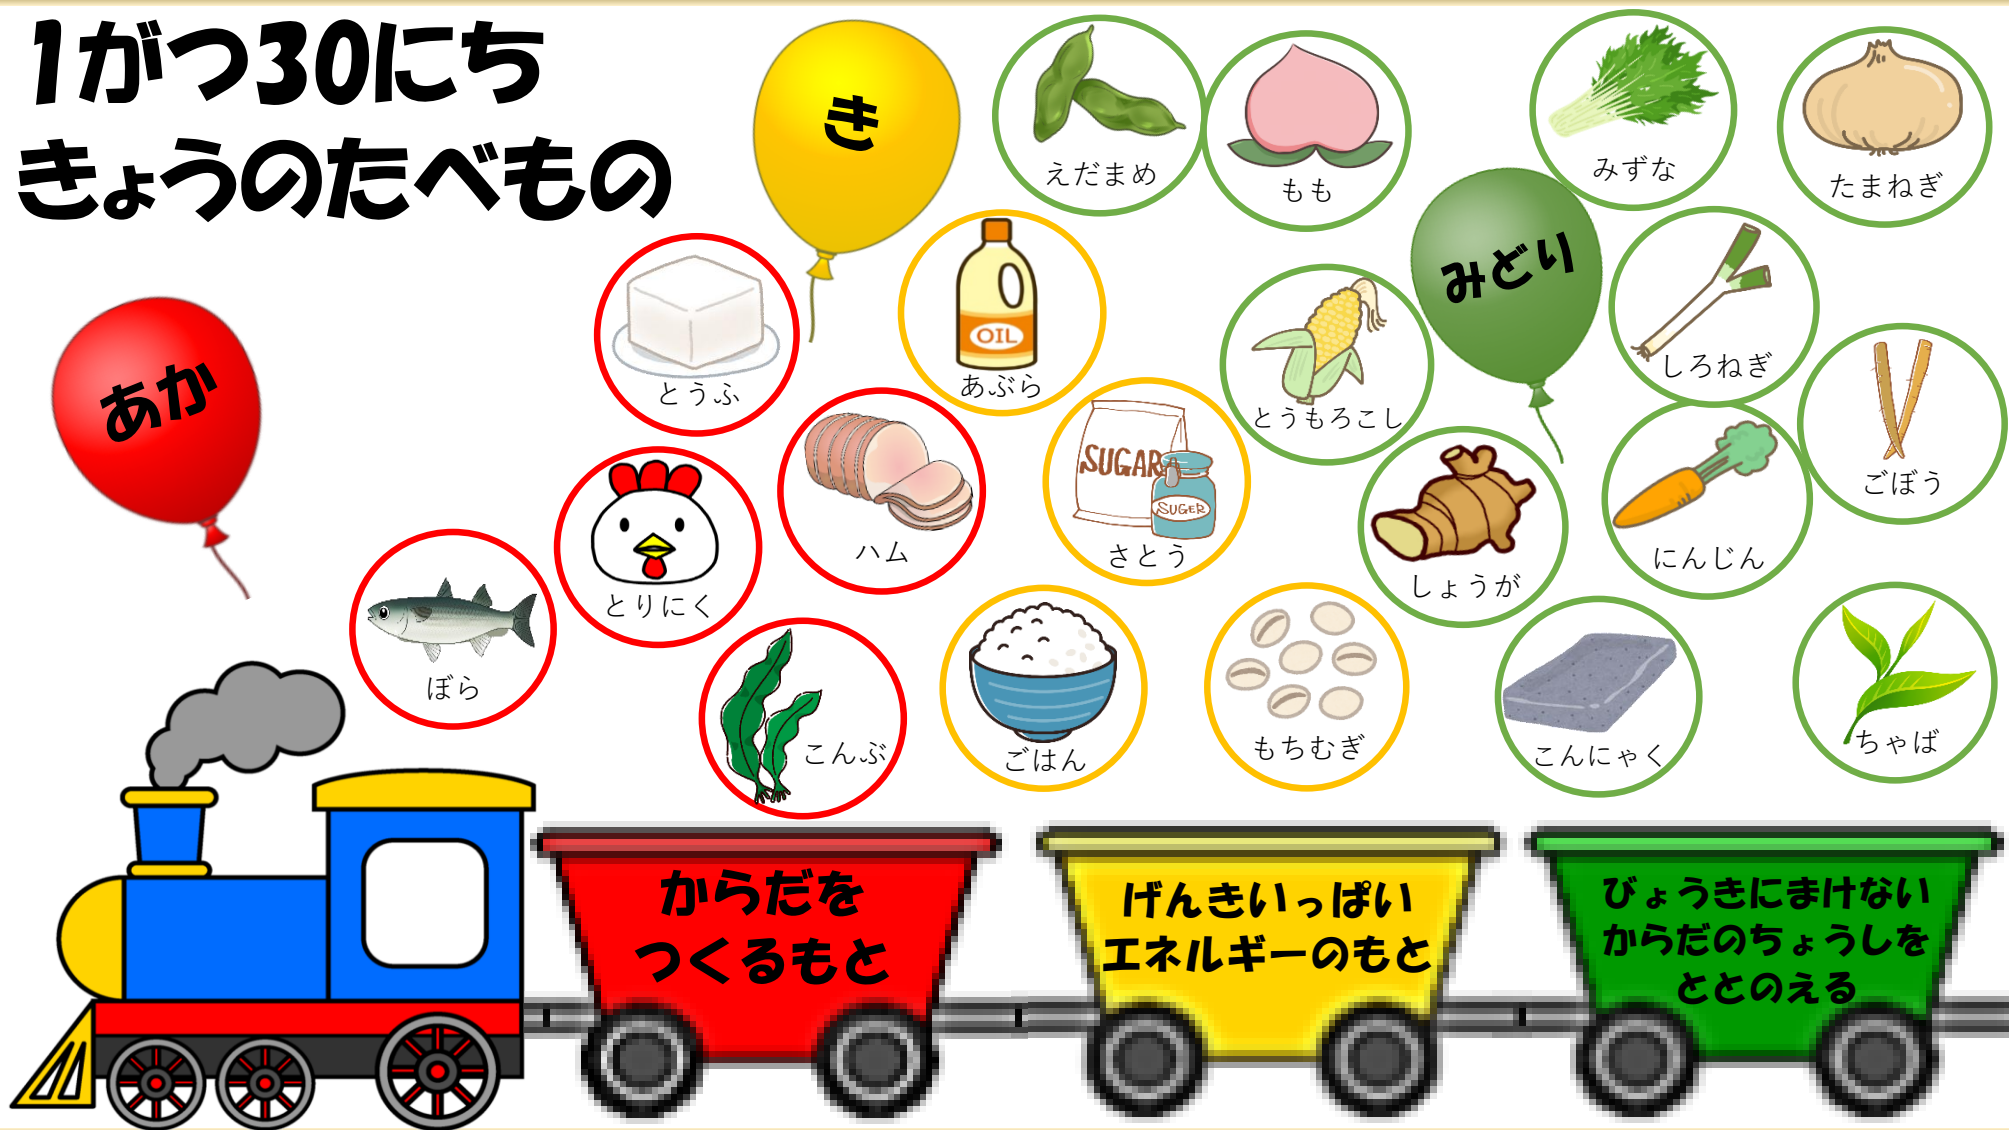 1がつ30にち
きょうのたべもの
あか
き
みどり
えだまめ
もも
みずな
たまねぎ
とうふ
OIL
あぶら
とうもろこし
しろねぎ
ごぼう
とりにく
ハム
SUGAR
SUGER
さとう
しょうが
にんじん
ぼら
こんぶ
ごはん
もちむぎ
こんにゃく
ちゃば
からだを
つくるもと
げんきいっぱい
エネルギーのもと
びょうきにまけない
からだのちょうしを
ととのえる